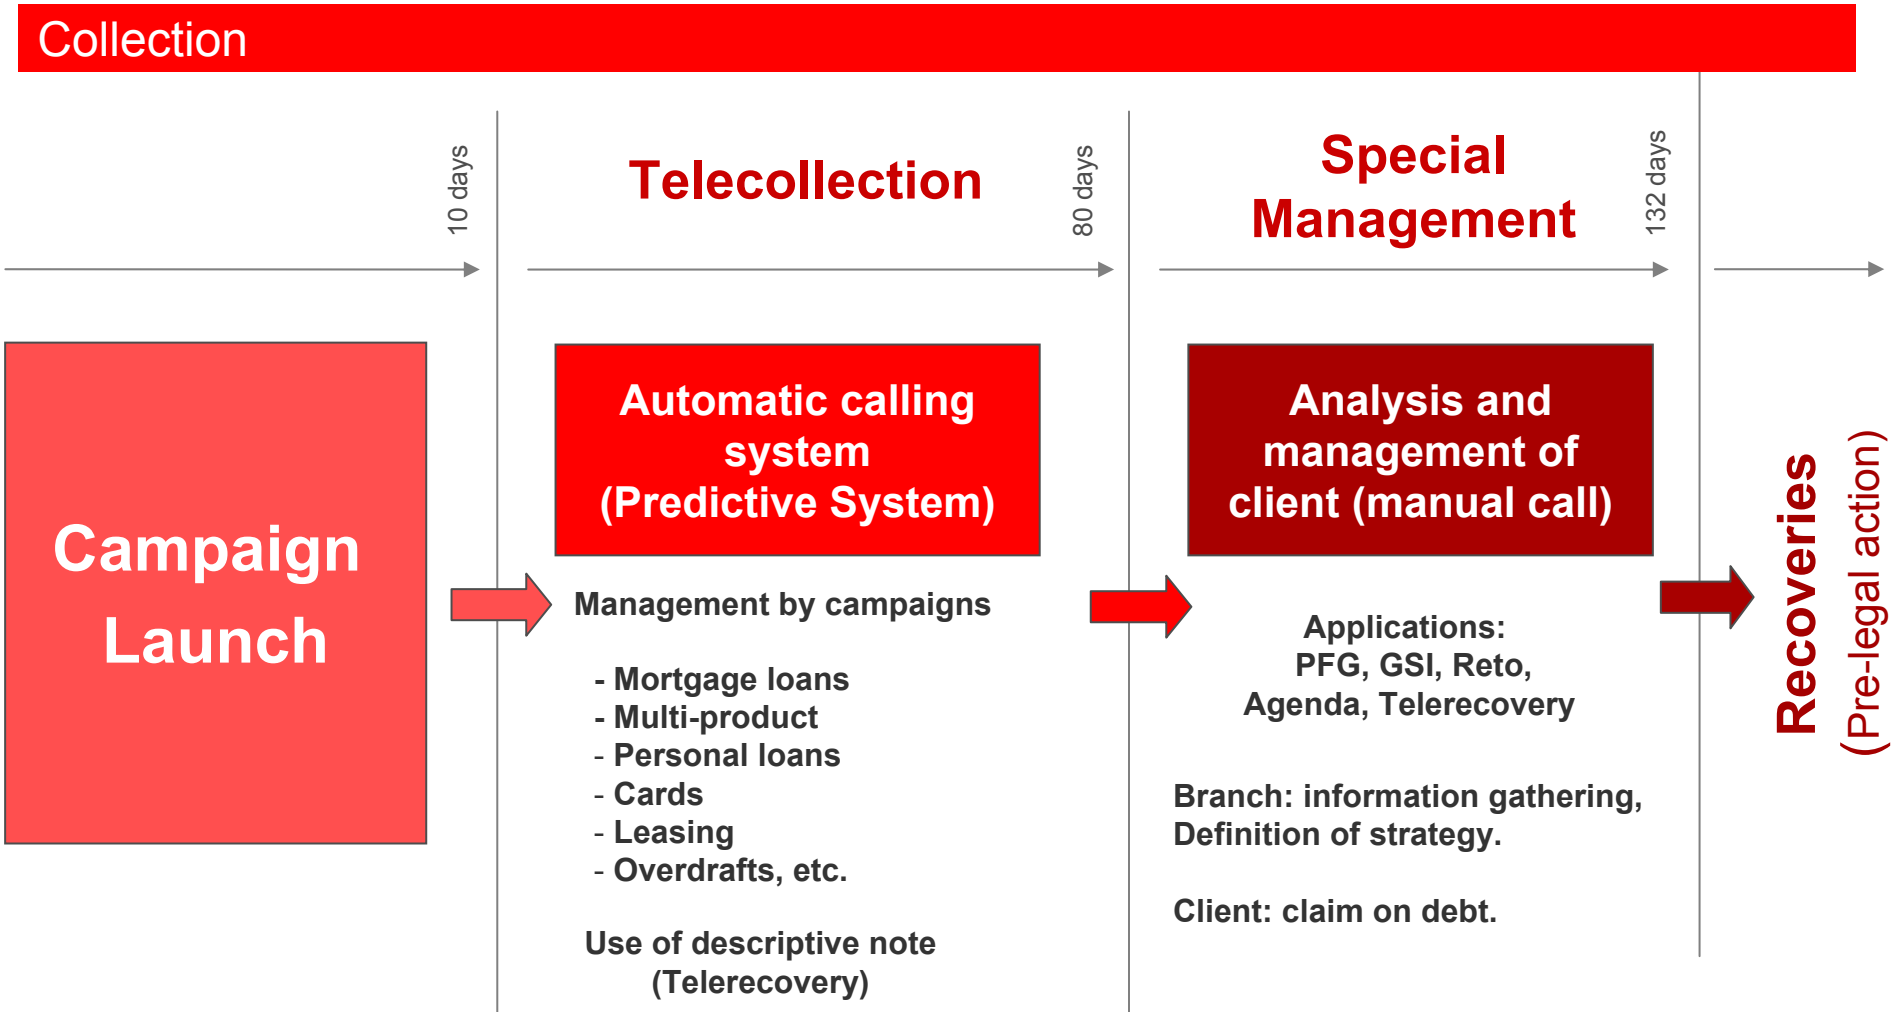 Collection
10 days
Telecollection
80 days
Special
Management
132 days
Campaign
Launch
Automatic calling
system
(Predictive System)
Management by campaigns
- Mortgage loans
- Multi-product
- Personal loans
- Cards
- Leasing
- Overdrafts, etc.
Use of descriptive note
(Telerecovery)
Analysis and
management of
client (manual call)
Applications:
PFG, GSI, Reto,
Agenda, Telerecovery
Branch: information gathering,
Definition of strategy.
Client: claim on debt.
Recoveries
(Pre-legal action)